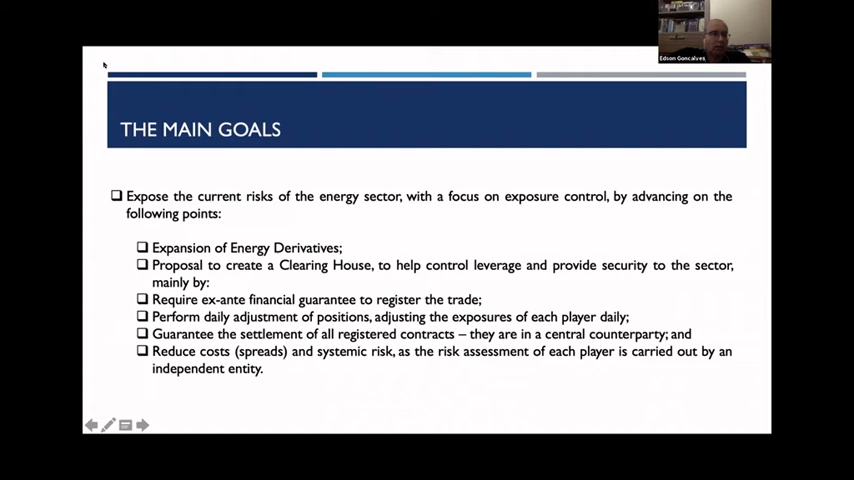 Edson Goncalves
THE MAIN GOALS
Expose the current risks of the energy sector, with a focus on exposure control, by advancing on the
following points:
Expansion of Energy Derivatives;
Proposal to create a Clearing House, to help control leverage and provide security to the sector,
mainly by:
Require ex-ante financial guarantee to register the trade;
Perform daily adjustment of positions, adjusting the exposures of each player daily;
Guarantee the settlement of all registered contracts – they are in a central counterparty; and
Reduce costs (spreads) and systemic risk, as the risk assessment of each player is carried out by an
independent entity.